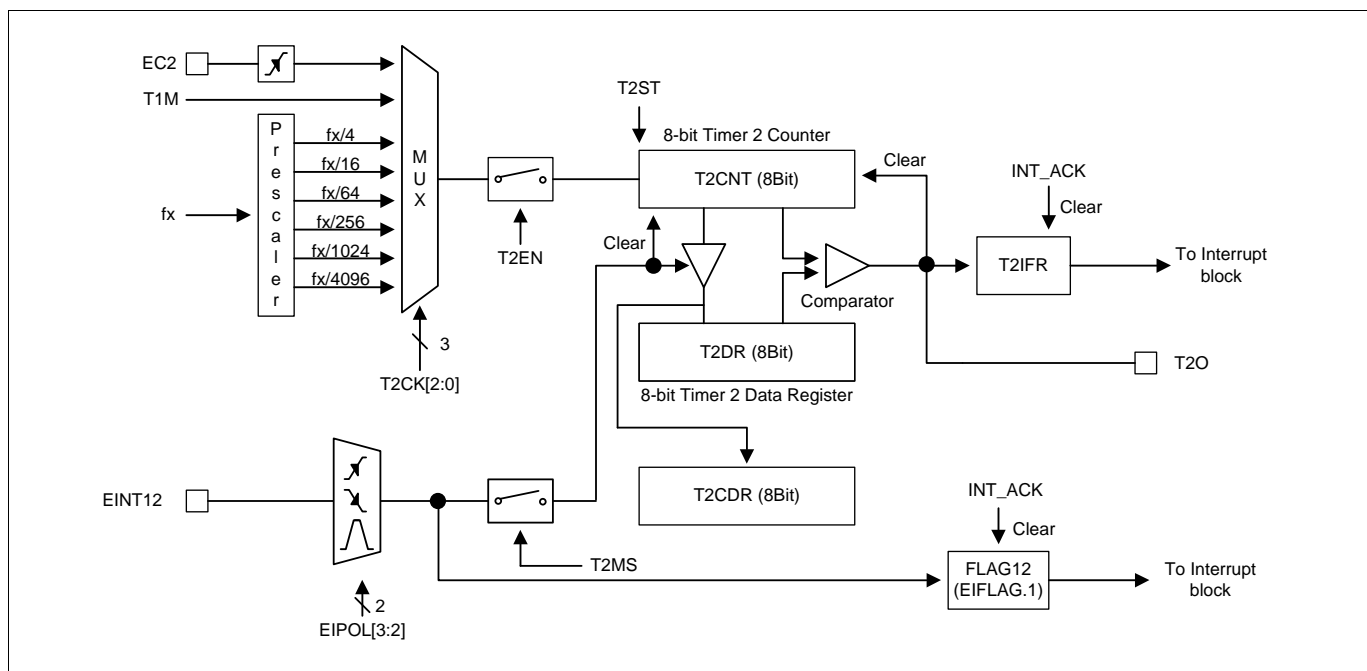 EC2
T1M
fx
Prescaler
fx/4
fx/16
fx/64
fx/256
fx/1024
fx/4096
MUX
3
T2CK[2:0]
T2EN
T2ST
8-bit Timer 2 Counter
T2CNT (8Bit)
Clear
Clear
Comparator
T2DR (8Bit)
8-bit Timer 2 Data Register
INT_ACK
Clear
T2IFR
To Interrupt
block
T2O
T2CDR (8Bit)
EINT12
2
EIPOL[3:2]
T2MS
INT_ACK
Clear
FLAG12
(EIFLAG.1)
To Interrupt
block